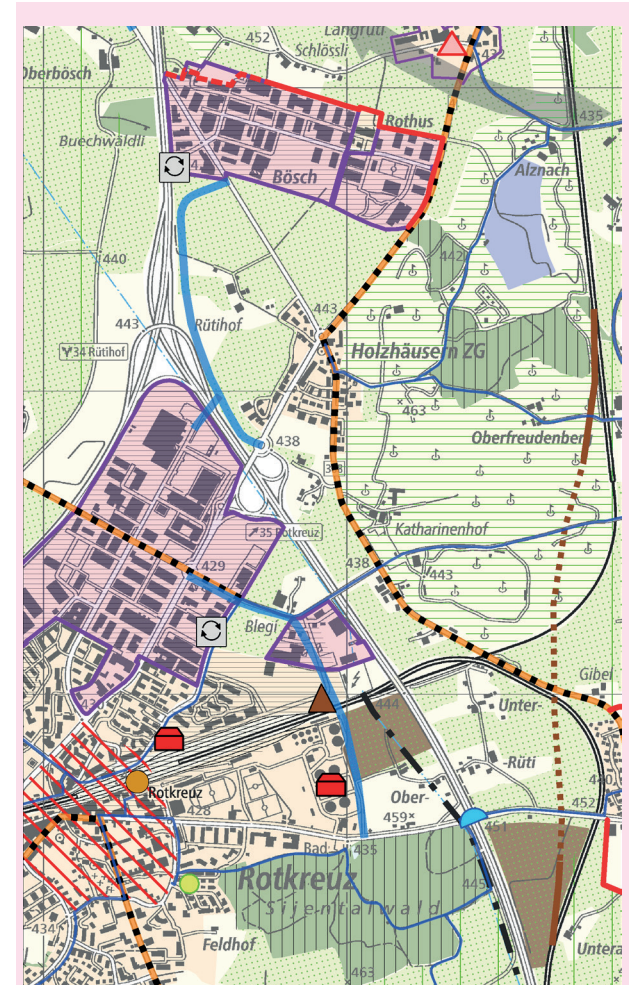 Langrüti
452
Schlössli
432
Oberbösch
435
Rothus
Buechwäldli
Alznach
Bösch
440
442
Rütihof
443
443
34 Rütihof
Holzhäusern ZG
463
Oberfreudenberg
438
Katharinenhof
35 Rotkreuz
429
438
443
Blegi
430
Gibel
444
Unter-
-Rüti
440
Rotkreuz
Ober-
428
452
459
451
Bad
435
Rotkreuz
445
Sijentalwald
434
Feldhof
Untera
463